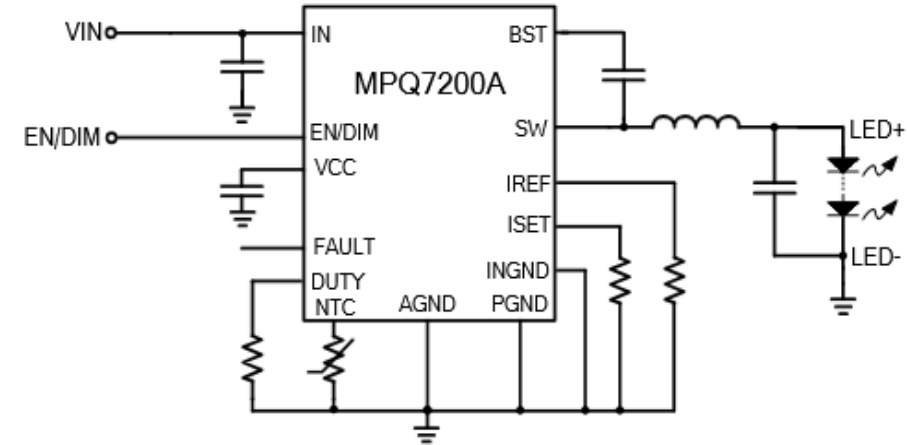 VIN
IN
BST
MPQ7200A
EN/DIM
EN/DIM
SW
LED+
VCC
IREF
ISET
FAULT
INGND
LED-
DUTY
NTC
AGND
PGND